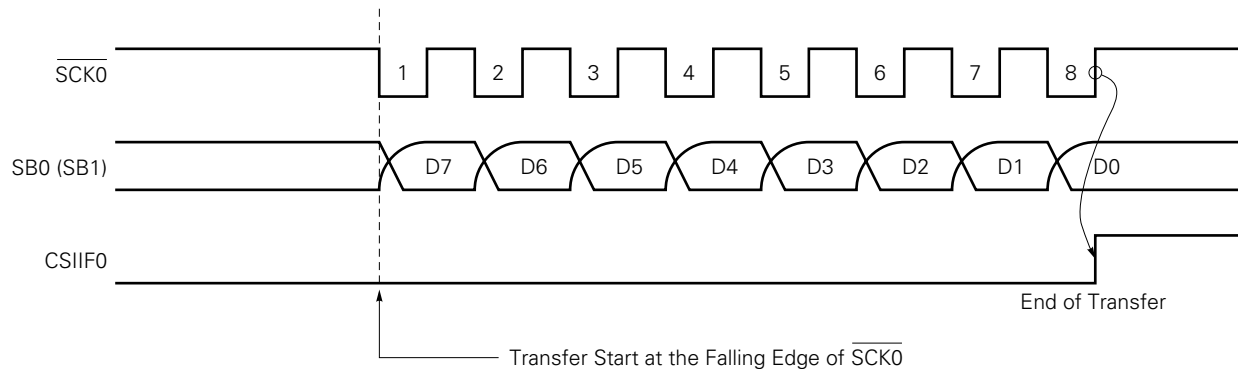 SCK0
1 2 3 4 5 6 7 8
SB0 (SB1)
D7 D6 D5 D4 D3 D2 D1 D0
CSIIF0
End of Transfer
Transfer Start at the Falling Edge of SCK0